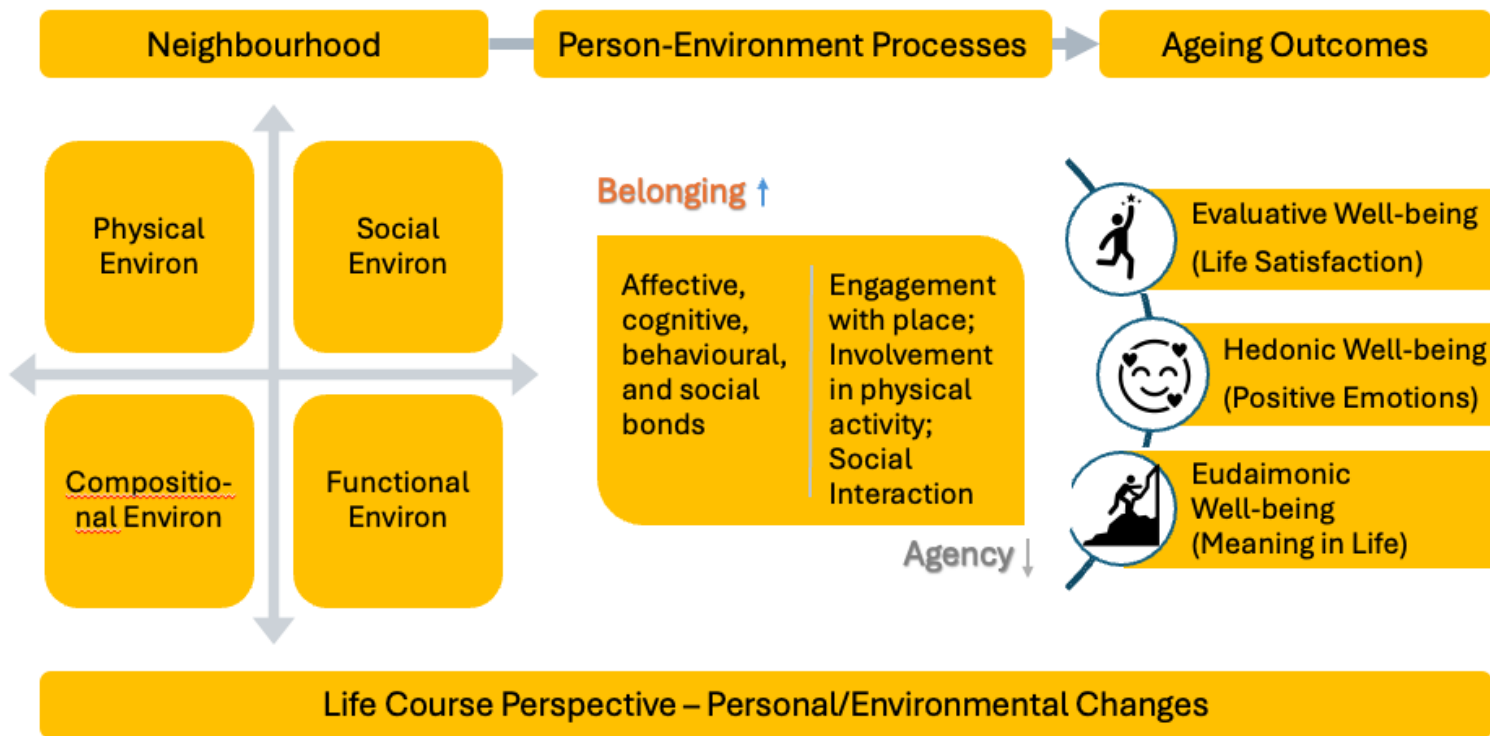 Neighbourhood
Person-Environment Processes
Ageing Outcomes
Physical
Environ
Social
Environ
Compositio-
nal Environ
Functional
Environ
Belonging
Affective,
cognitive,
behavioural,
and social
bonds
Engagement
with place;
Involvement
in physical
activity;
Social
Interaction
Agency
Evaluative Well-being
(Life Satisfaction)
Hedonic Well-being
(Positive Emotions)
Eudaimonic
Well-being
(Meaning in Life)
Life Course Perspective – Personal/Environmental Changes